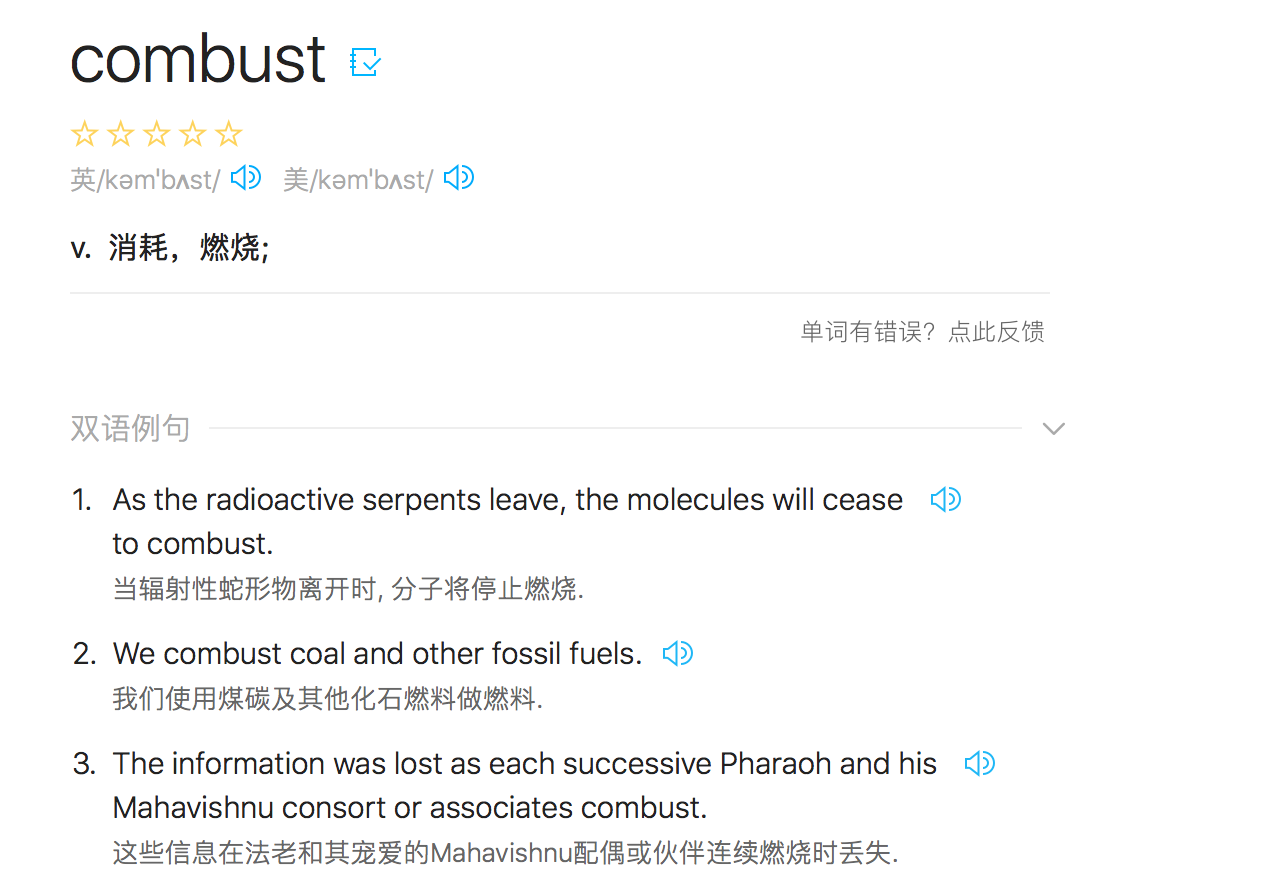 combust
英/kəm'bʌst/ 美/kəm'bʌst/
v. 消耗，燃烧;
单词有错误？点此反馈
双语例句
1. As the radioactive serpents leave, the molecules will cease
to combust.
当辐射性蛇形物离开时, 分子将停止燃烧.
2. We combust coal and other fossil fuels.
我们使用煤碳及其他化石燃料做燃料.
3. The information was lost as each successive Pharaoh and his
Mahavishnu consort or associates combust.
这些信息在法老和其宠爱的Mahavishnu配偶或伙伴连续燃烧时丢失.